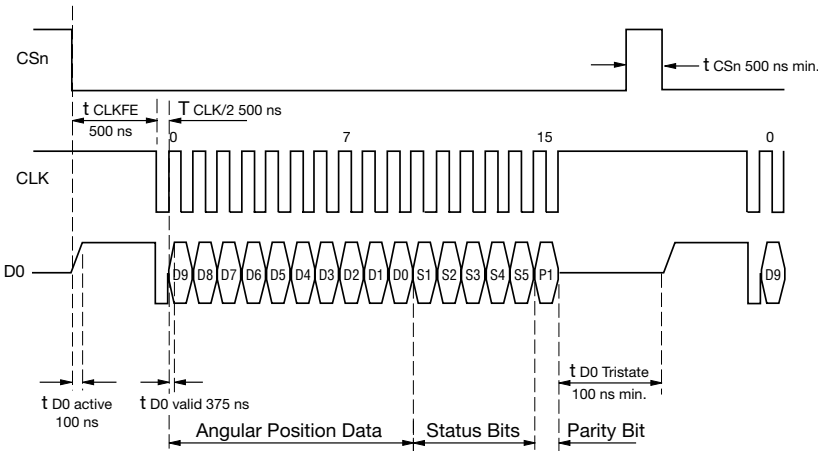 CSn
t CSn 500 ns min.
t CLKFE
500 ns
T CLK/2 500 ns
0 7 15 0
CLK
D0
D9 D8 D7 D6 D5 D4 D3 D2 D1 D0 S1 S2 S3 S4 S5 P1 D9
t D0 active
100 ns
t D0 valid 375 ns
t D0 Tristate
100 ns min.
Angular Position Data Status Bits Parity Bit